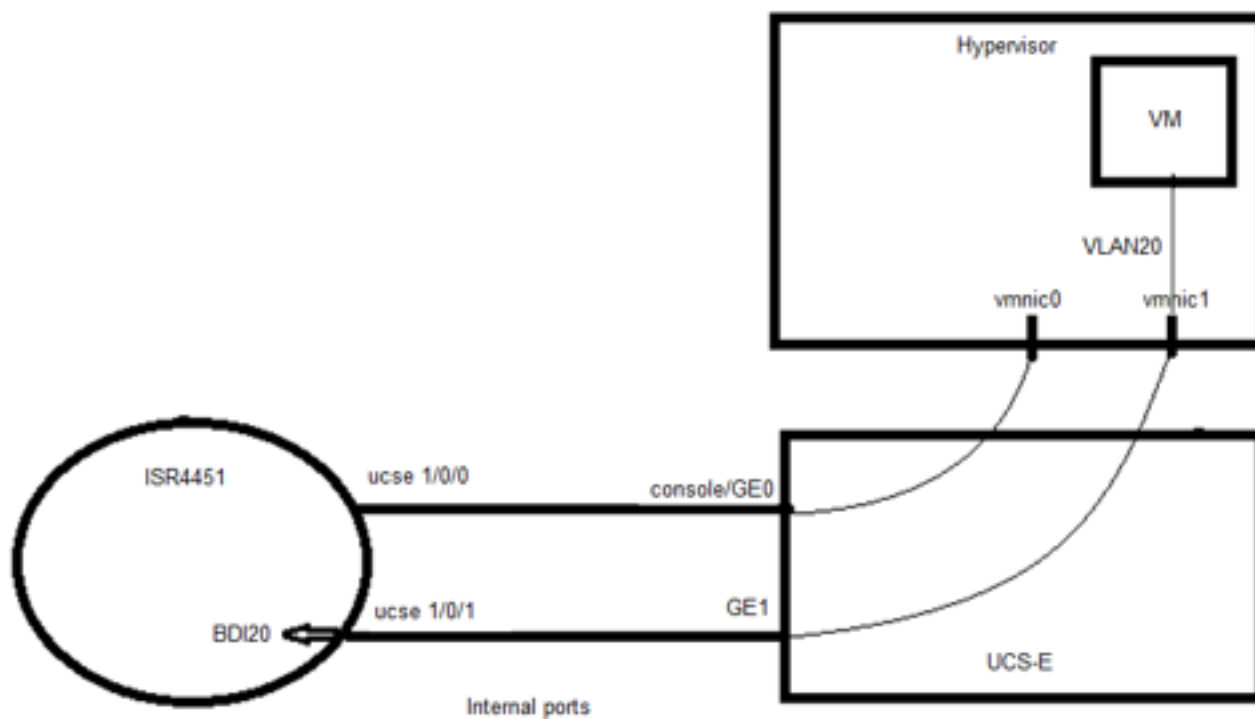 Hypervisor
VM
VLAN20
vmnic0
vmnic1
ISR4451
ucse 1/0/0
console/GE0
ucse 1/0/1
GE1
BDI20
UCS-E
Internal ports